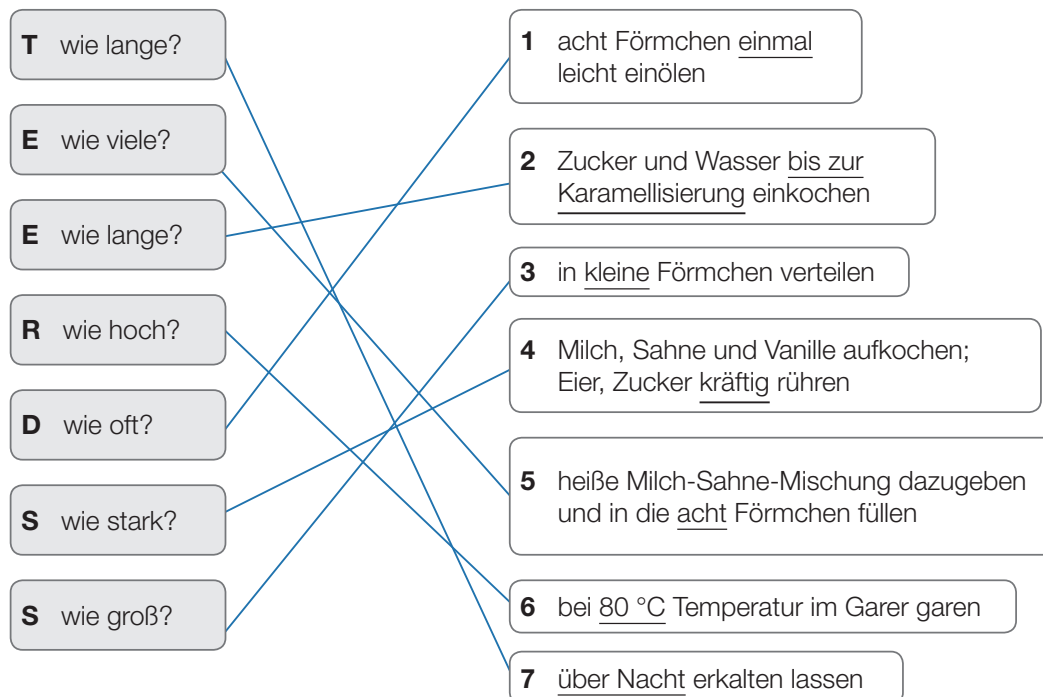 T wie lange?
E wie viele?
E wie lange?
R wie hoch?
D wie oft?
S wie stark?
S wie groß?
1 acht Förmchen einmal
leicht einölen
2 Zucker und Wasser bis zur
Karamellisierung einkochen
3 in kleine Förmchen verteilen
4 Milch, Sahne und Vanille aufkochen;
Eier, Zucker kräftig rühren
5 heiße Milch-Sahne-Mischung dazugeben
und in die acht Förmchen füllen
6 bei 80 °C Temperatur im Garer garen
7 über Nacht erkalten lassen